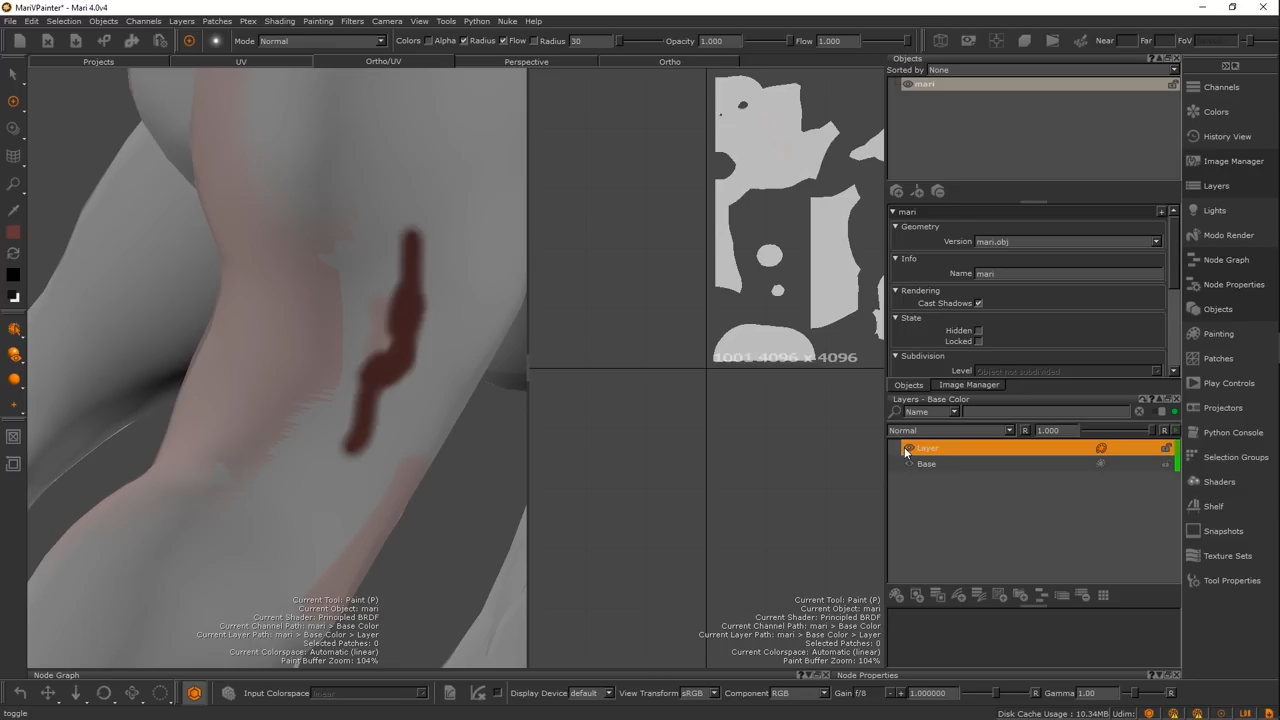 MariVPainter* - Mari 4.0v4
File Edit Selection Objects Channels Layers Patches Ptex Shading Painting Filters Camera View Tools Python Nuke Help
Mode Normal Colors Alpha Radius Flow Radius 30 Opacity 1.000 Flow 1.000 Near Far FoV
Projects UV Ortho/UV Perspective Ortho
Objects
Sorted by None
mari
mari
Geometry
Version mari.obj
Info
Name mari
Rendering
Cast Shadows
State
Hidden
Locked
Subdivision
Level Object not subdivided
Objects Image Manager
Layers - Base Color
Name
Normal R 1.000 R
Layer
Base
Channels
Colors
History View
Image Manager
Layers
Lights
Modo Render
Node Graph
Node Properties
Objects
Painting
Patches
Play Controls
Projectors
Python Console
Selection Groups
Shaders
Shelf
Snapshots
Texture Sets
Tool Properties
1001 4096 x 4096
Current Tool: Paint (P)
Current Object: mari
Current Shader: Principled BRDF
Current Channel Path: mari > Base Color
Current Layer Path: mari > Base Color > Layer
Selected Patches: 0
Current Colorspace: Automatic (linear)
Paint Buffer Zoom: 104%
Current Tool: Paint (P)
Current Object: mari
Current Shader: Principled BRDF
Current Channel Path: mari > Base Color
Current Layer Path: mari > Base Color > Layer
Selected Patches: 0
Current Colorspace: Automatic (linear)
Paint Buffer Zoom: 104%
Node Graph Node Properties
Input Colorspace linear Display Device default View Transform sRGB Component RGB Gain f/8 - + 1.000000 R Gamma 1.00 R
toggle Disk Cache Usage : 10.34MB Udim: